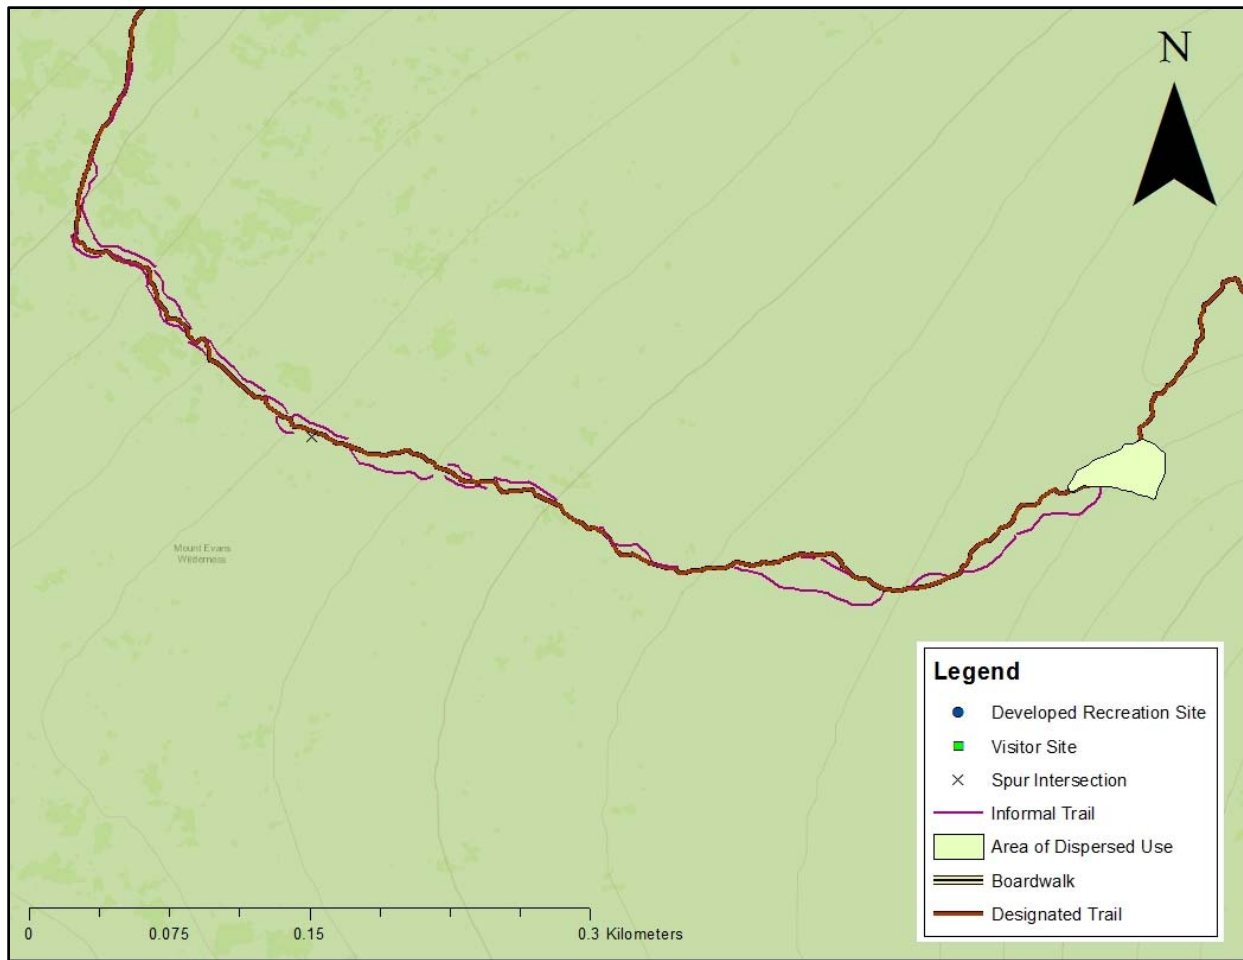 N
Mount Evans
Wilderness
Legend
Developed Recreation Site
Visitor Site
Spur Intersection
Informal Trail
Area of Dispersed Use
Boardwalk
Designated Trail
0 0.075 0.15 0.3 Kilometers